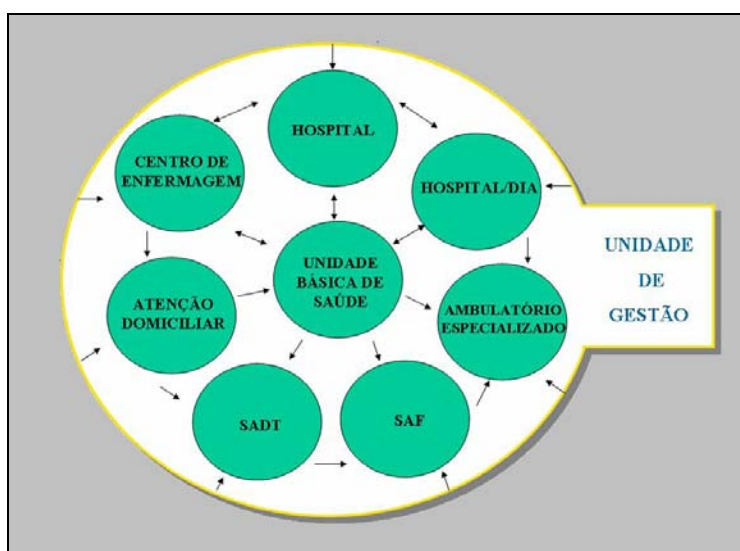 HOSPITAL
CENTRO DE
ENFERMAGEM
HOSPITAL/DIA
UNIDADE
BÁSICA DE
SAÚDE
ATENÇÃO
DOMICILIAR
AMBULATÓRIO
ESPECIALIZADO
SADT
SAF
UNIDADE
DE
GESTÃO